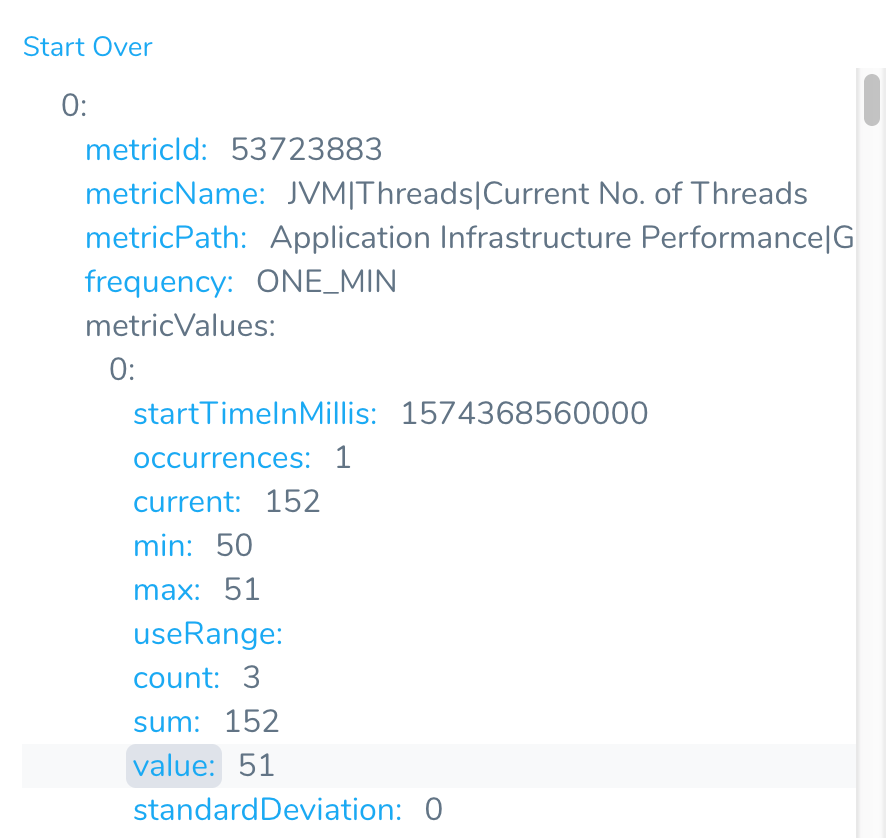 Start Over
0:
metricId: 53723883
metricName: JVM|Threads|Current No. of Threads
metricPath: Application Infrastructure Performance|G
frequency: ONE_MIN
metricValues:
0:
startTimeInMillis: 1574368560000
occurrences: 1
current: 152
min: 50
max: 51
useRange:
count: 3
sum: 152
value: 51
standardDeviation: 0